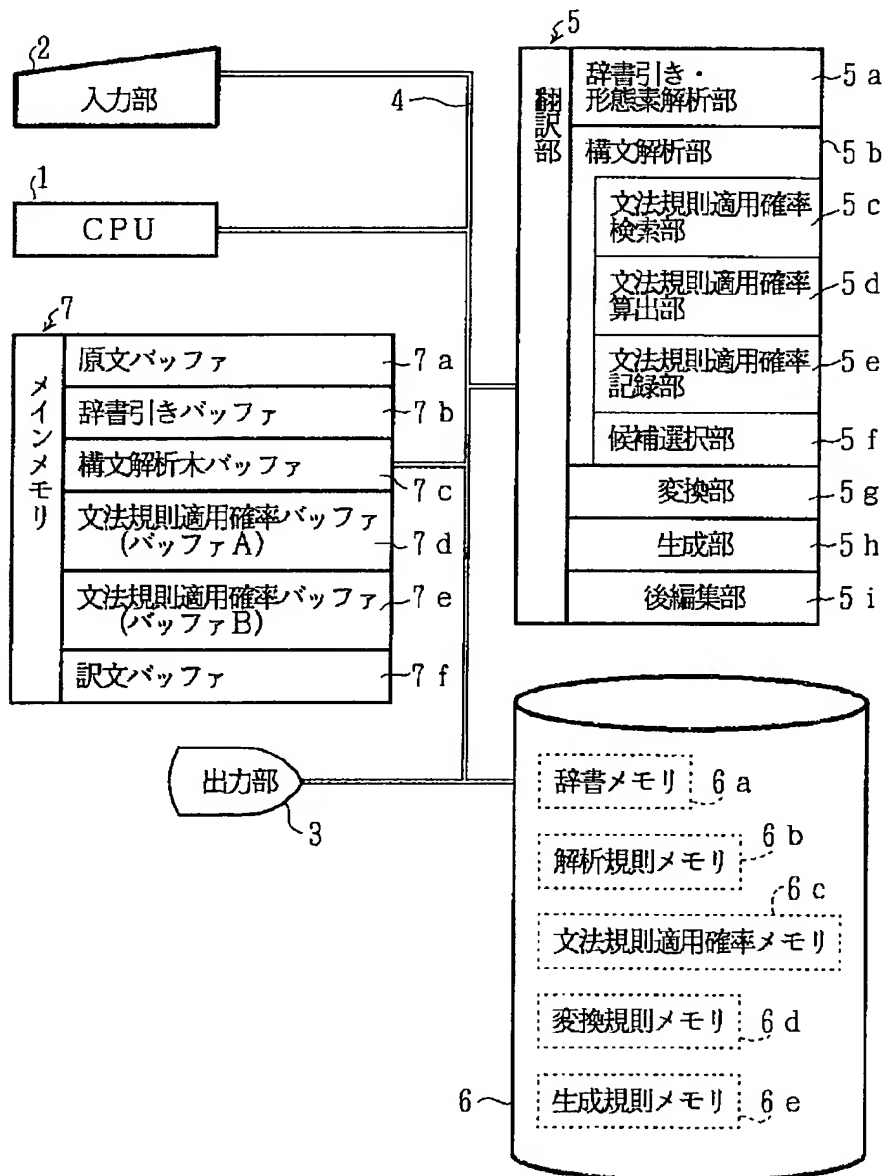 2
入力部
4
1
CPU
7
メインメモリ
原文バッファ
7a
辞書引きバッファ
7b
構文解析木バッファ
7c
文法規則適用確率バッファ
(バッファA)
7d
文法規則適用確率バッファ
(バッファB)
7e
訳文バッファ
7f
出力部
3
5
翻訳部
辞書引き・
形態素解析部
5a
構文解析部
5b
文法規則適用確率
検索部
5c
文法規則適用確率
算出部
5d
文法規則適用確率
記録部
5e
候補選択部
5f
変換部
5g
生成部
5h
後編集部
5i
辞書メモリ
6a
解析規則メモリ
6b
6c
文法規則適用確率メモリ
変換規則メモリ
6d
6
生成規則メモリ
6e